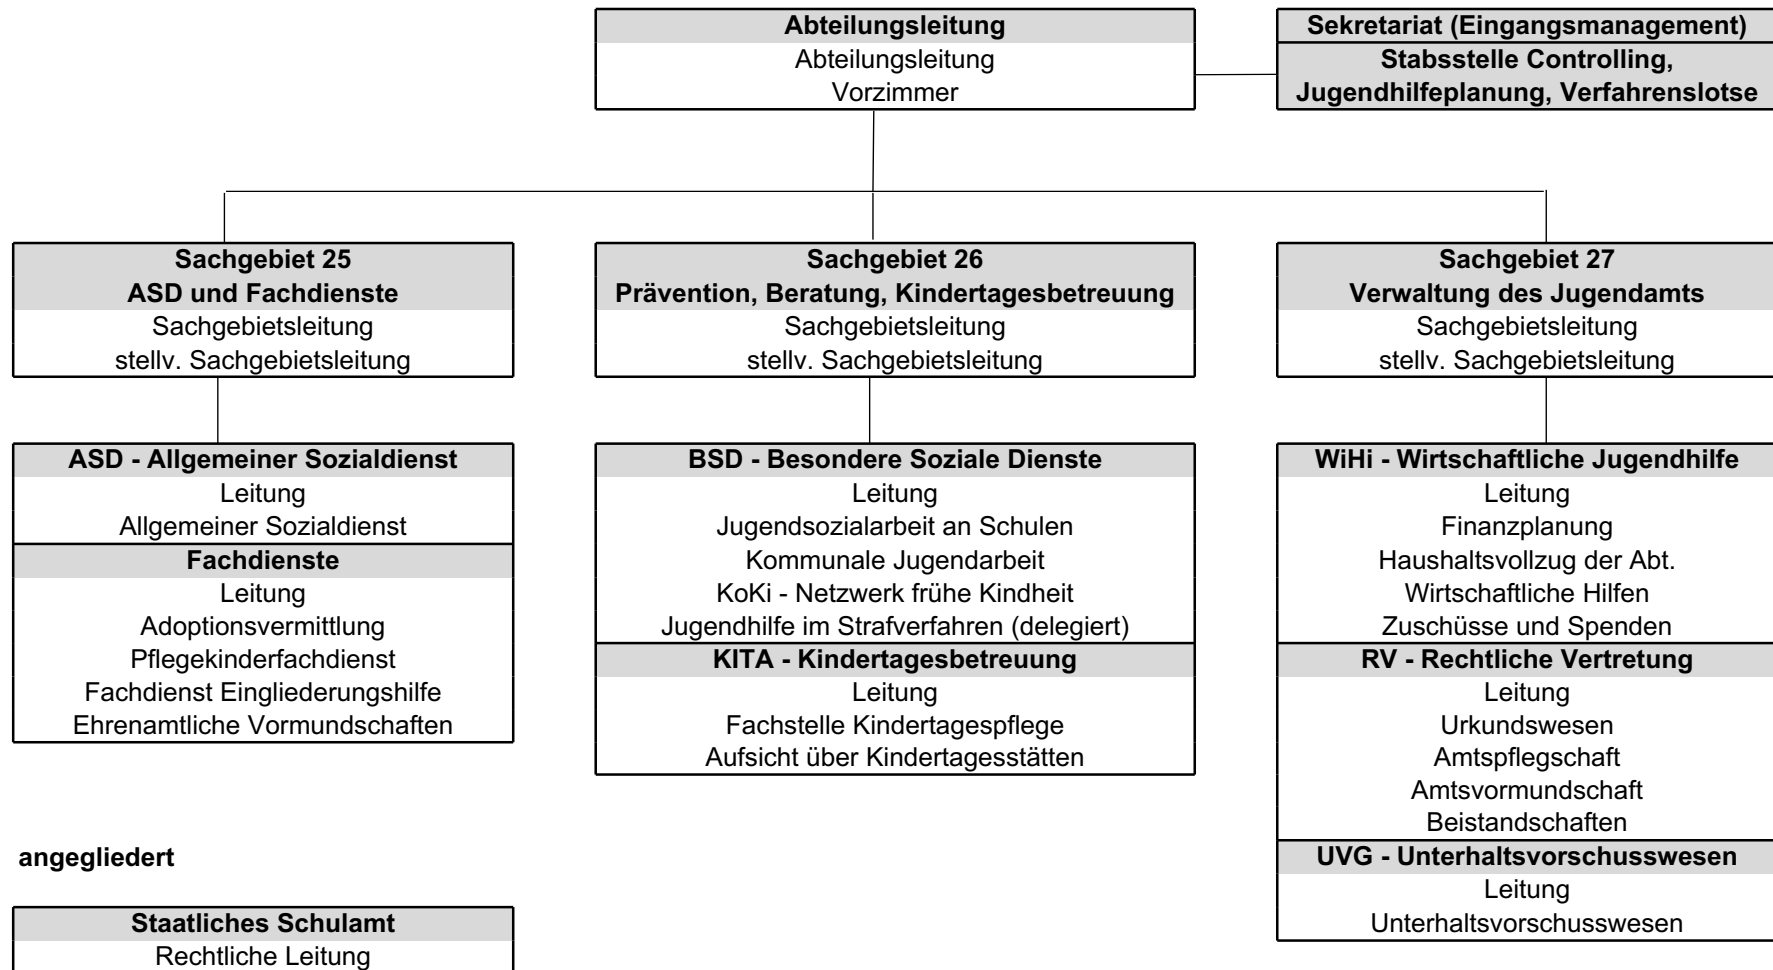 Abteilungsleitung
Abteilungsleitung
Vorzimmer
Sekretariat (Eingangsmanagement)
Stabsstelle Controlling,
Jugendhilfeplanung, Verfahrenslotse
Sachgebiet 25
ASD und Fachdienste
Sachgebietsleitung
stellv. Sachgebietsleitung
Sachgebiet 26
Prävention, Beratung, Kindertagesbetreuung
Sachgebietsleitung
stellv. Sachgebietsleitung
Sachgebiet 27
Verwaltung des Jugendamts
Sachgebietsleitung
stellv. Sachgebietsleitung
ASD - Allgemeiner Sozialdienst
Leitung
Allgemeiner Sozialdienst
Fachdienste
Leitung
Adoptionsvermittlung
Pflegekinderfachdienst
Fachdienst Eingliederungshilfe
Ehrenamtliche Vormundschaften
BSD - Besondere Soziale Dienste
Leitung
Jugendsozialarbeit an Schulen
Kommunale Jugendarbeit
KoKi - Netzwerk frühe Kindheit
Jugendhilfe im Strafverfahren (delegiert)
KITA - Kindertagesbetreuung
Leitung
Fachstelle Kindertagespflege
Aufsicht über Kindertagesstätten
WiHi - Wirtschaftliche Jugendhilfe
Leitung
Finanzplanung
Haushaltsvollzug der Abt.
Wirtschaftliche Hilfen
Zuschüsse und Spenden
RV - Rechtliche Vertretung
Leitung
Urkundswesen
Amtspflegschaft
Amtsvormundschaft
Beistandschaften
UVG - Unterhaltsvorschusswesen
Leitung
Unterhaltsvorschusswesen
angegliedert
Staatliches Schulamt
Rechtliche Leitung